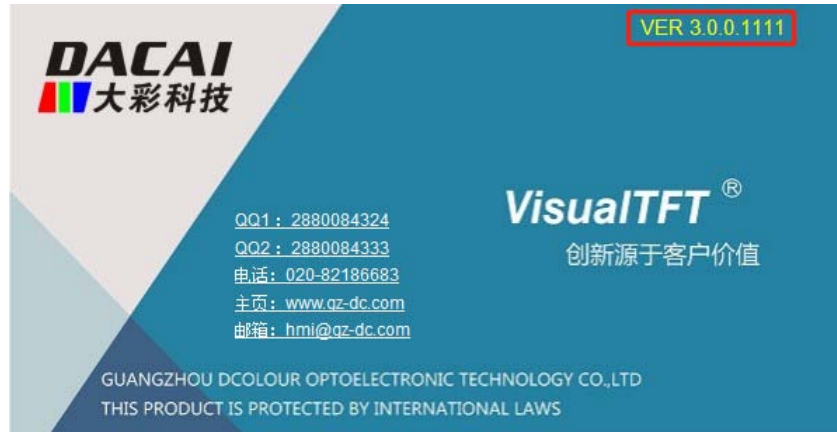 VER 3.0.0.1111
DACAI
大彩科技
VisualTFT ®
创新源于客户价值
QQ1：2880084324
QQ2：2880084333
电话：020-82186683
主页：www.gz-dc.com
邮箱：hmi@gz-dc.com
GUANGZHOU DCOLOUR OPTOELECTRONIC TECHNOLOGY CO.,LTD
THIS PRODUCT IS PROTECTED BY INTERNATIONAL LAWS